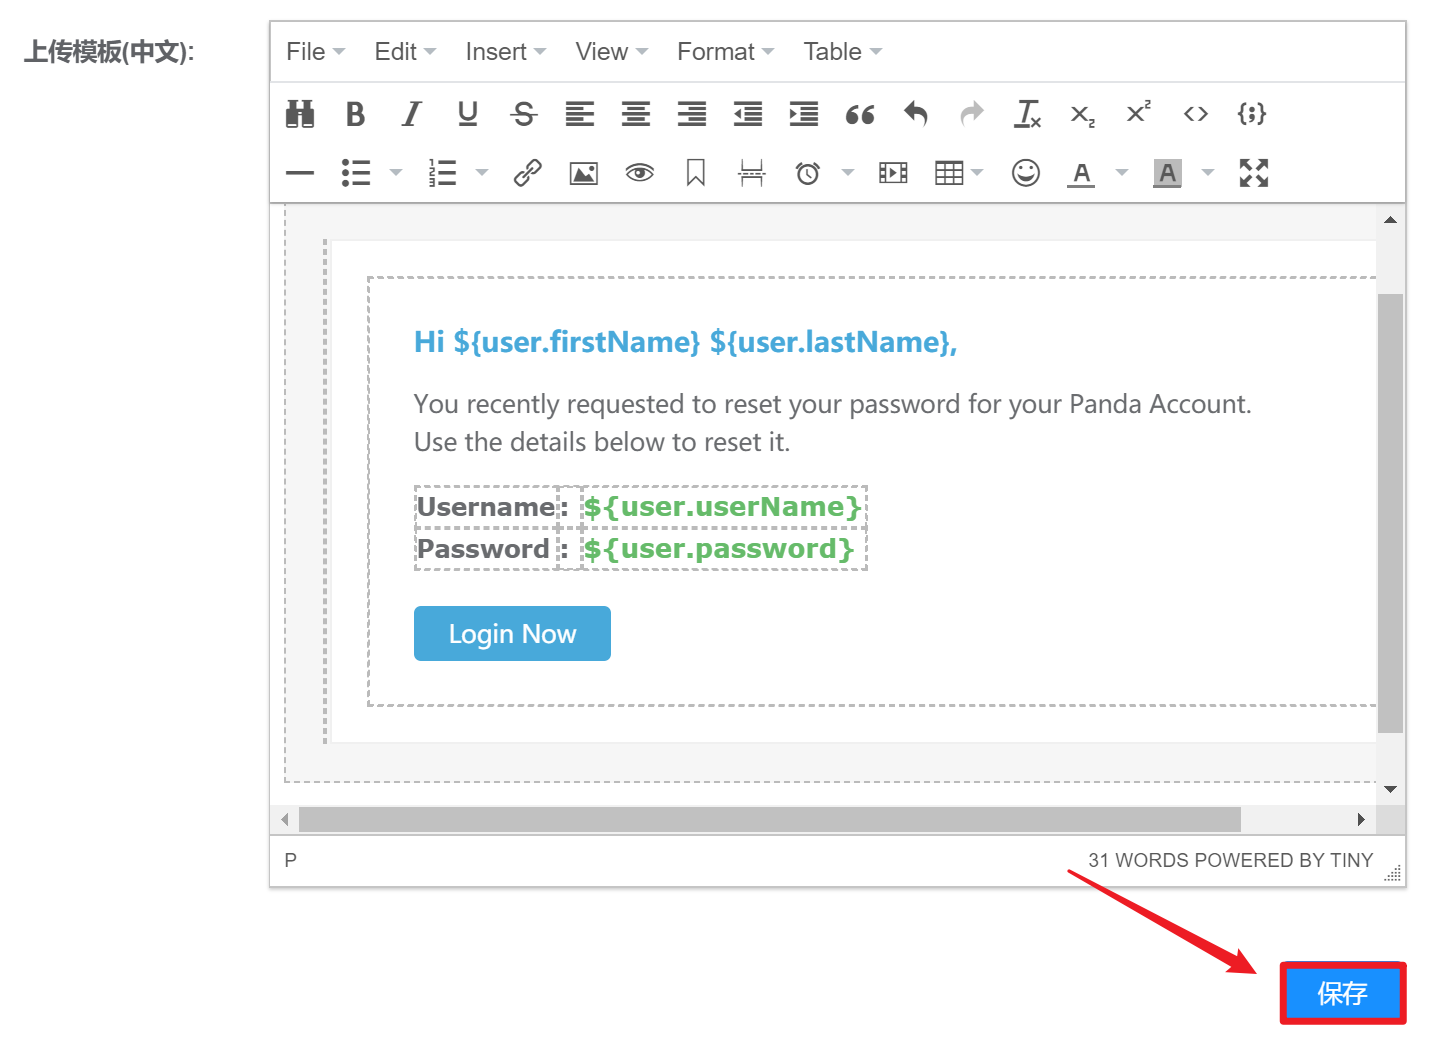 上传模板(中文):
File Edit Insert View Format Table
Hi ${user.firstName} ${user.lastName},
You recently requested to reset your password for your Panda Account.
Use the details below to reset it.
Username : ${user.userName}
Password : ${user.password}
Login Now
P 31 WORDS POWERED BY TINY
保存